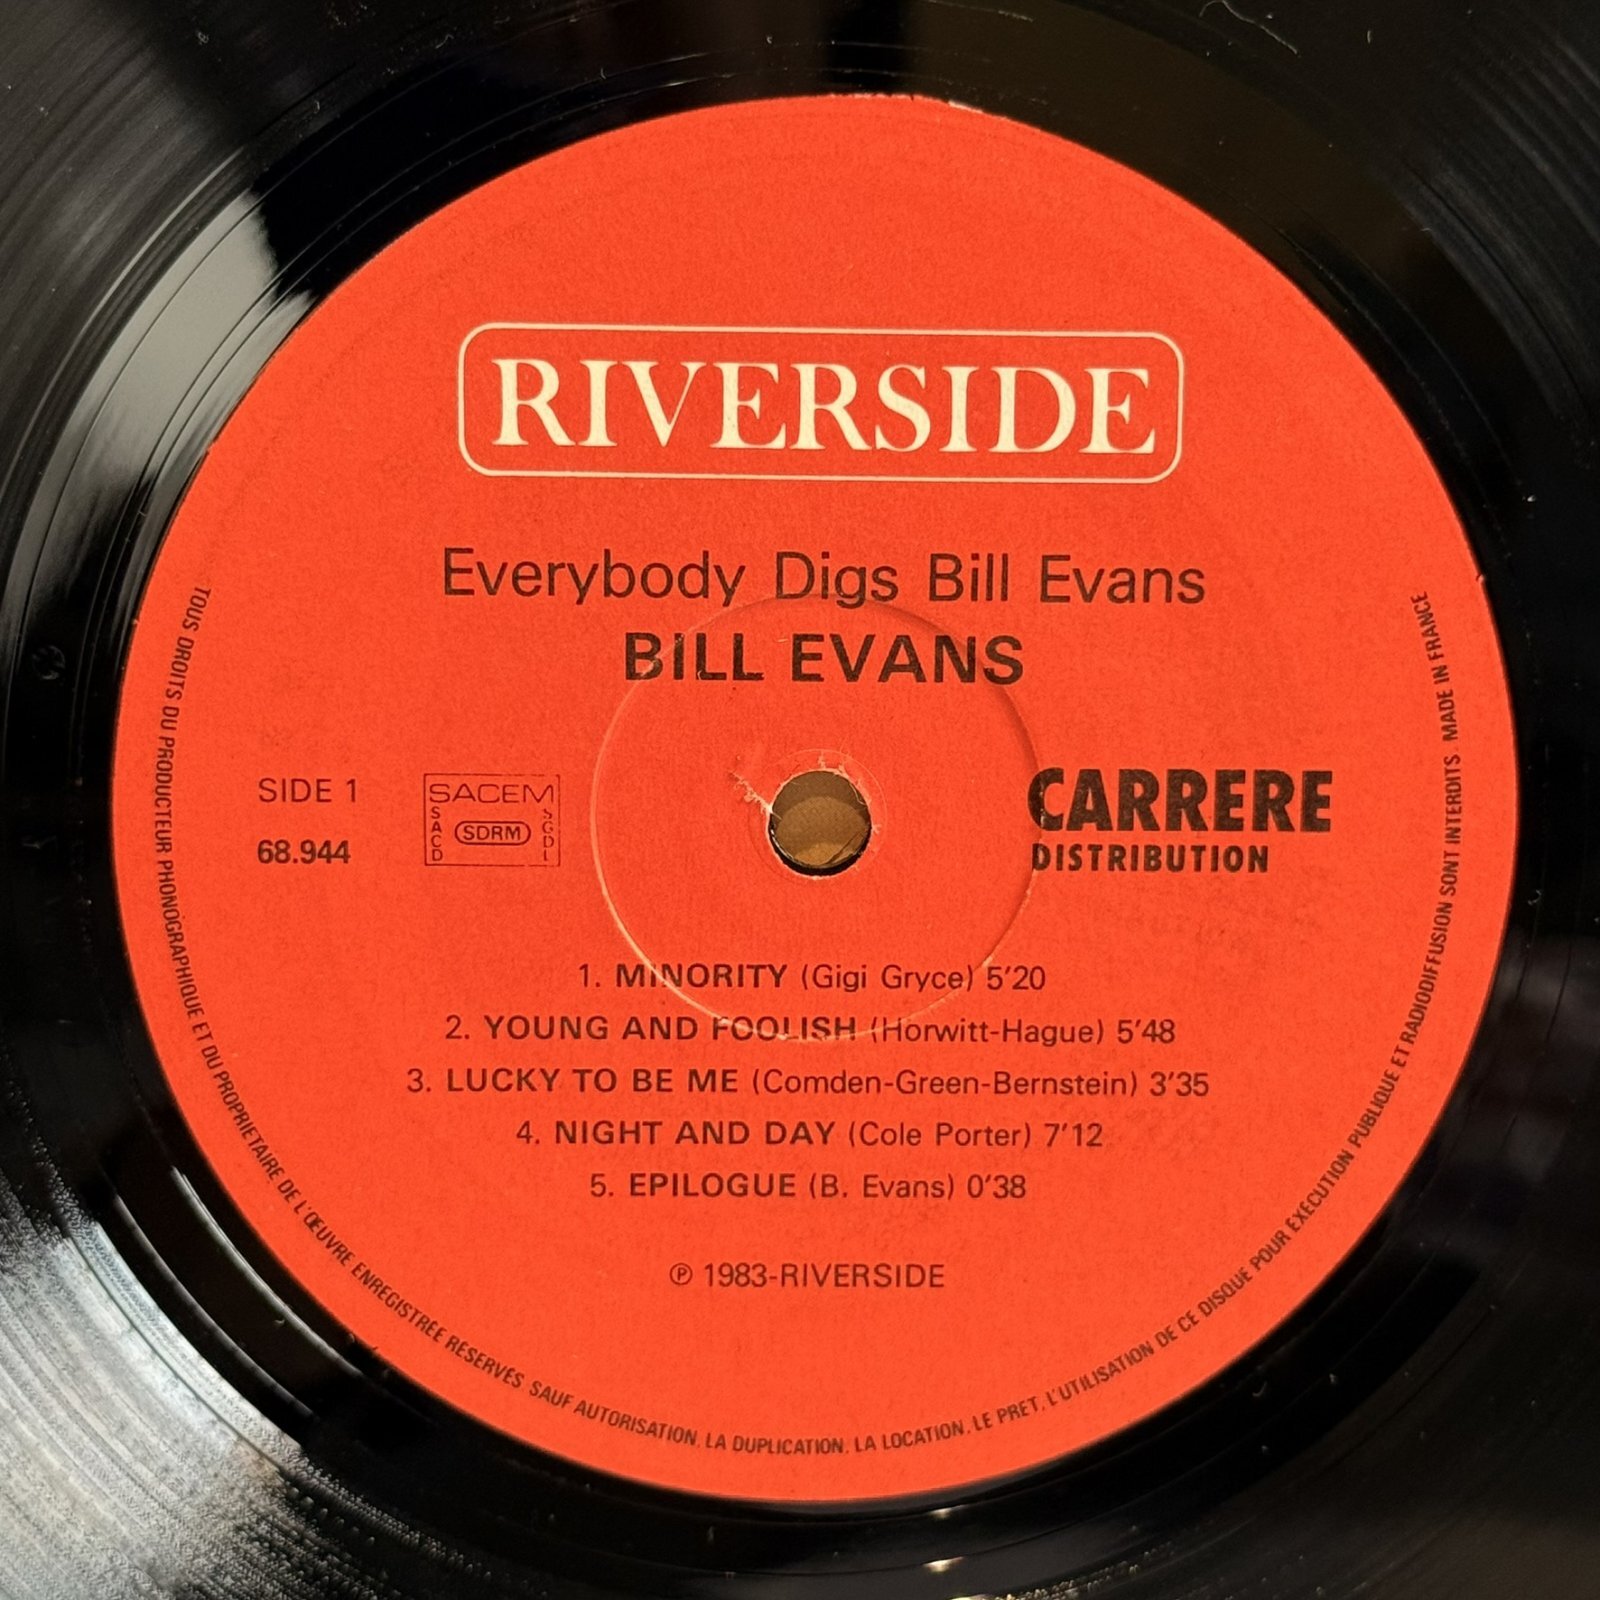 RIVERSIDE
Everybody Digs Bill Evans
BILL EVANS
SIDE 1
68.944
SACEM
SACD
SDRM
SGDL
CARRERE
DISTRIBUTION
1. MINORITY (Gigi Gryce) 5'20
2. YOUNG AND FOOLISH (Horwitt-Hague) 5'48
3. LUCKY TO BE ME (Comden-Green-Bernstein) 3'35
4. NIGHT AND DAY (Cole Porter) 7'12
5. EPILOGUE (B. Evans) 0'38
℗ 1983-RIVERSIDE
TOUS DROITS DU PRODUCTEUR PHONOGRAPHIQUE ET DU PROPRIETAIRE DE L'ŒUVRE ENREGISTRÉE RESERVÉS. SAUF AUTORISATION, LA DUPLICATION, LA LOCATION, LE PRET, L'UTILISATION DE CE DISQUE POUR EXECUTION PUBLIQUE ET RADIODIFFUSION SONT INTERDITS. MADE IN FRANCE